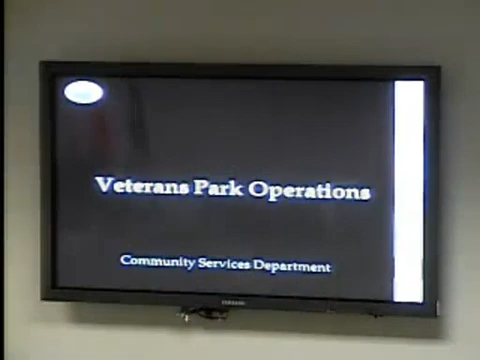 Veterans Park Operations
Community Services Department